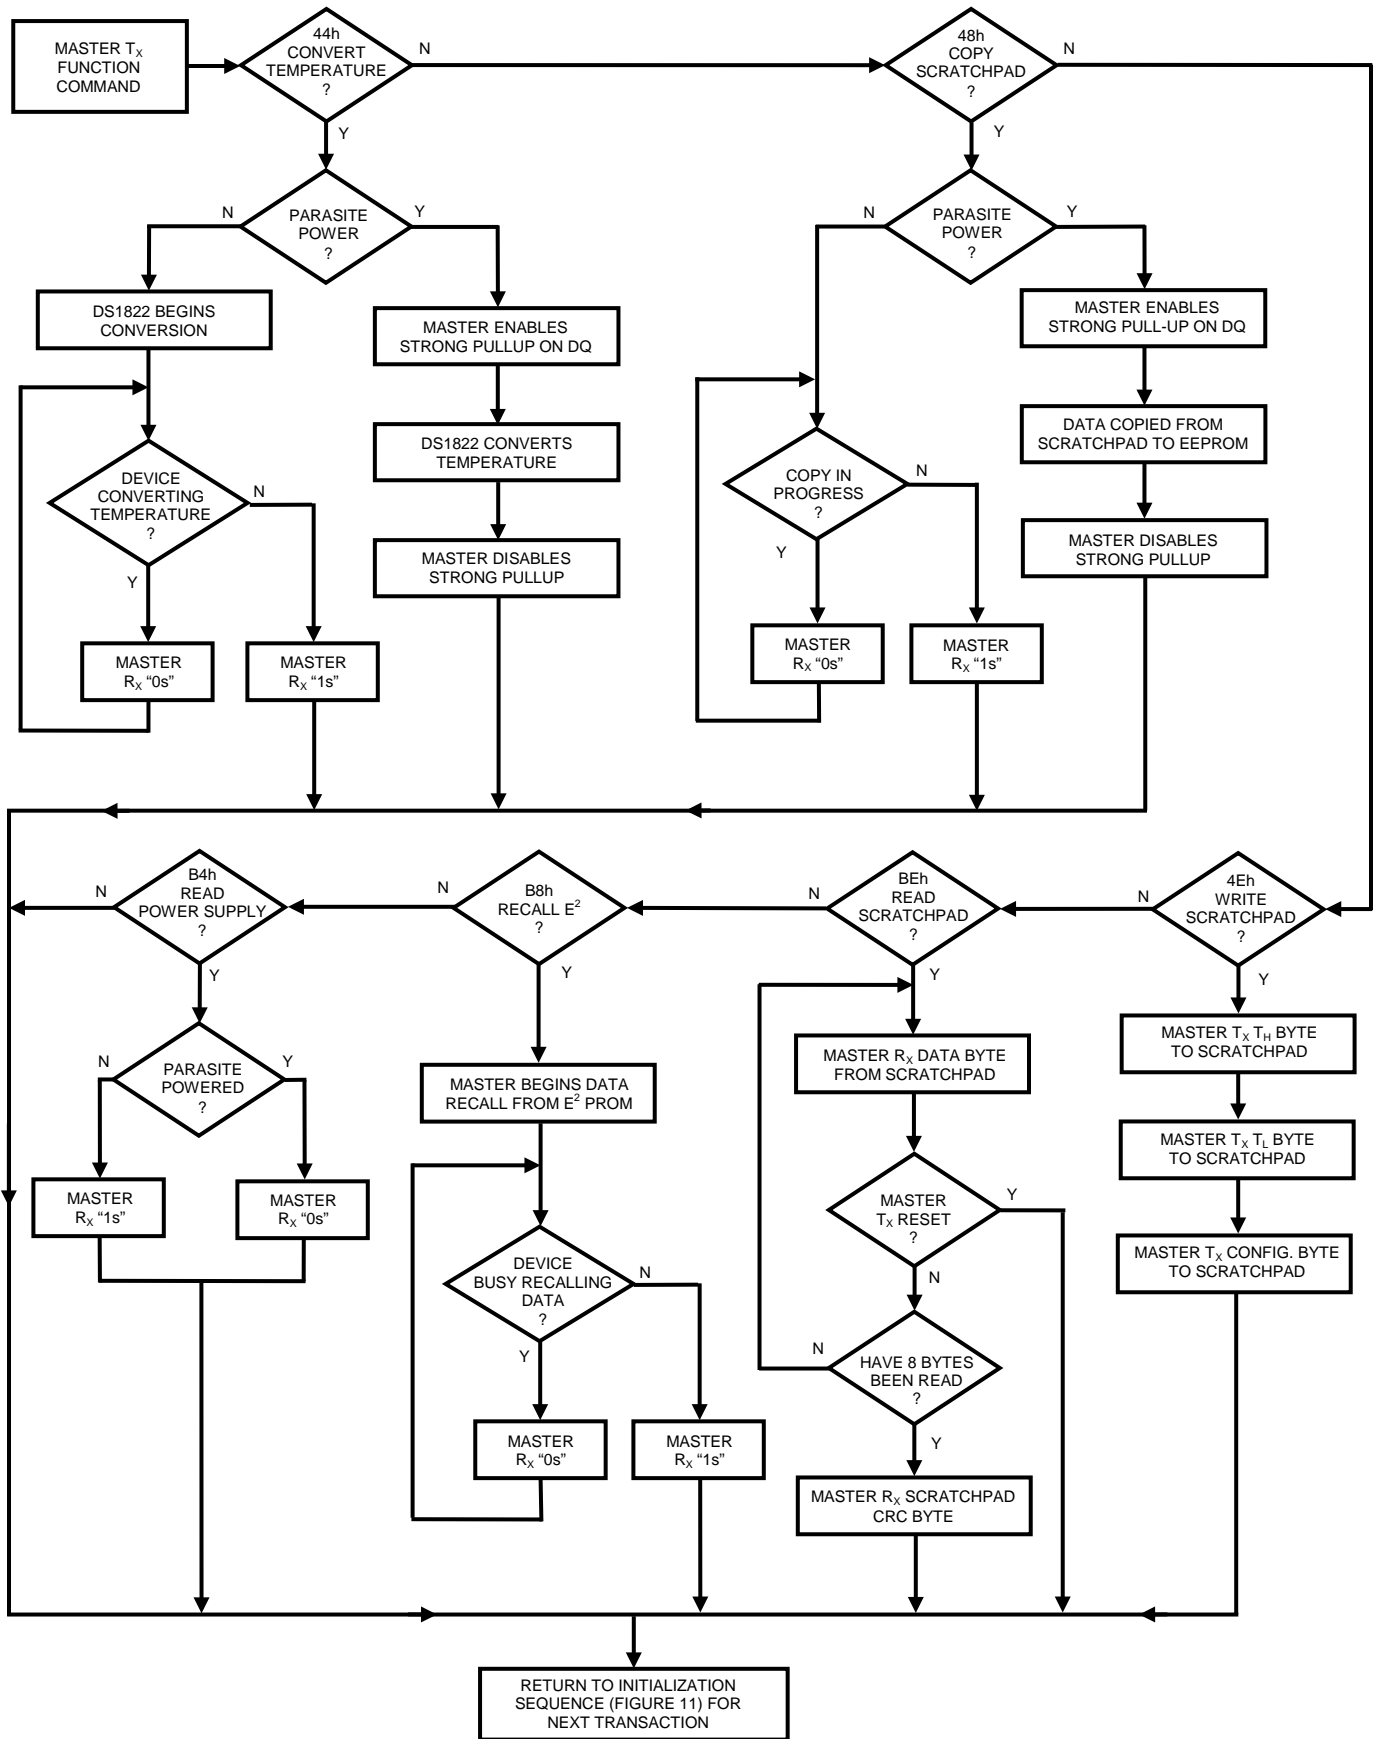 MASTER TX
FUNCTION
COMMAND
44h
CONVERT
TEMPERATURE
?
N
Y
48h
COPY
SCRATCHPAD
?
N
Y
PARASITE
POWER
?
N
Y
PARASITE
POWER
?
N
Y
DS1822 BEGINS
CONVERSION
MASTER ENABLES
STRONG PULLUP ON DQ
MASTER ENABLES
STRONG PULL-UP ON DQ
DS1822 CONVERTS
TEMPERATURE
DATA COPIED FROM
SCRATCHPAD TO EEPROM
DEVICE
CONVERTING
TEMPERATURE
?
N
Y
COPY IN
PROGRESS
?
N
Y
MASTER DISABLES
STRONG PULLUP
MASTER DISABLES
STRONG PULLUP
MASTER
RX “0s”
MASTER
RX “1s”
MASTER
RX “0s”
MASTER
RX “1s”
B4h
READ
POWER SUPPLY
?
N
Y
B8h
RECALL E2
?
N
Y
BEh
READ
SCRATCHPAD
?
N
Y
4Eh
WRITE
SCRATCHPAD
?
N
Y
PARASITE
POWERED
?
N
Y
MASTER
RX “1s”
MASTER
RX “0s”
MASTER BEGINS DATA
RECALL FROM E2 PROM
DEVICE
BUSY RECALLING
DATA
?
N
Y
MASTER
RX “0s”
MASTER
RX “1s”
MASTER RX DATA BYTE
FROM SCRATCHPAD
MASTER
TX RESET
?
Y
N
HAVE 8 BYTES
BEEN READ
?
N
Y
MASTER RX SCRATCHPAD
CRC BYTE
MASTER TX TH BYTE
TO SCRATCHPAD
MASTER TX TL BYTE
TO SCRATCHPAD
MASTER TX CONFIG. BYTE
TO SCRATCHPAD
RETURN TO INITIALIZATION
SEQUENCE (FIGURE 11) FOR
NEXT TRANSACTION